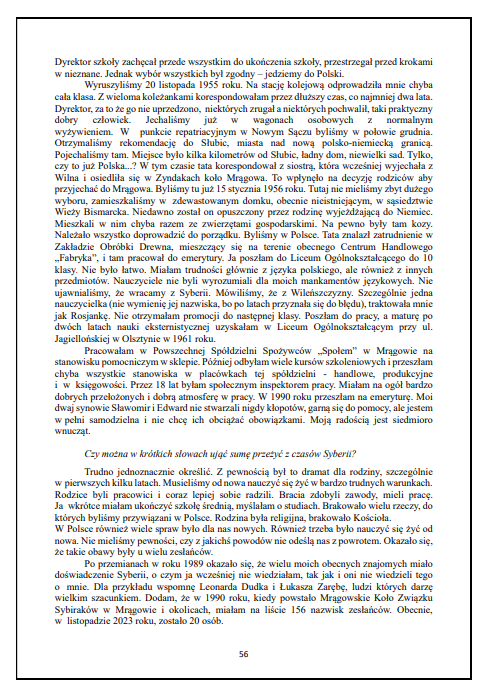 Dyrektor szkoły zachęcał przede wszystkim do ukończenia szkoły, przestrzegał przed krokami
w nieznane. Jednak wybór wszystkich był zgodny – jedziemy do Polski.
Wyruszyliśmy 20 listopada 1955 roku. Na stację kolejową odprowadziła mnie chyba
cała klasa. Z wieloma koleżankami korespondowałam przez dłuższy czas, co najmniej dwa lata.
Dyrektor, za to że go nie uprzedzono, niektórych zrugał a niektórych pochwalił, taki praktyczny
dobry człowiek. Jechaliśmy już w wagonach osobowych z normalnym
wyżywieniem. W punkcie repatriacyjnym w Nowym Sączu byliśmy w połowie grudnia.
Otrzymaliśmy rekomendację do Słubic, miasta nad nową polsko-niemiecką granicą.
Pojechaliśmy tam. Miejsce było kilka kilometrów od Słubic, ładny dom, niewielki sad. Tylko,
czy to już Polska...? W tym czasie tata korespondował z siostrą, która wcześniej wyjechała z
Wilna i osiedliła się w Zyndakach koło Mrągowa. To wpłynęło na decyzję rodziców aby
przyjechać do Mrągowa. Byliśmy tu już 15 stycznia 1956 roku. Tutaj nie mieliśmy zbyt dużego
wyboru, zamieszkaliśmy w zdewastowanym domku, obecnie nieistniejącym, w sąsiedztwie
Wieży Bismarcka. Niedawno został on opuszczony przez rodzinę wyjeżdżającą do Niemiec.
Mieszkali w nim chyba razem ze zwierzętami gospodarskimi. Na pewno były tam kozy.
Należało wszystko doprowadzić do porządku. Byliśmy w Polsce. Tata znalazł zatrudnienie w
Zakładzie Obróbki Drewna, mieszczący się na terenie obecnego Centrum Handlowego
„Fabryka", i tam pracował do emerytury. Ja poszłam do Liceum Ogólnokształcącego do 10
klasy. Nie było łatwo. Miałam trudności głównie z języka polskiego, ale również z innych
przedmiotów. Nauczyciele nie byli wyrozumiali dla moich mankamentów językowych. Nie
ujawnialiśmy, że wracamy z Syberii. Mówiliśmy, że z Wileńszczyzny. Szczególnie jedna
nauczycielka (nie wymienię jej nazwiska, bo po latach przyznała się do błędu), traktowała mnie
jak Rosjankę. Nie otrzymałam promocji do następnej klasy. Poszłam do pracy, a maturę po
dwóch latach nauki eksternistycznej uzyskałam w Liceum Ogólnokształcącym przy ul.
Jagiellońskiej w Olsztynie w 1961 roku.
Pracowałam w Powszechnej Spółdzielni Spożywców „Społem" w Mrągowie na
stanowisku pomocniczym w sklepie. Później odbyłam wiele kursów szkoleniowych i przeszłam
chyba wszystkie stanowiska w placówkach tej spółdzielni - handlowe, produkcyjne
i w księgowości. Przez 18 lat byłam społecznym inspektorem pracy. Miałam na ogół bardzo
dobrych przełożonych i dobrą atmosferę w pracy. W 1990 roku przeszłam na emeryturę. Moi
dwaj synowie Sławomir i Edward nie stwarzali nigdy kłopotów, garną się do pomocy, ale jestem
w pełni samodzielna i nie chcę ich obciążać obowiązkami. Moją radością jest siedmioro
wnucząt.
Czy można w krótkich słowach ująć sumę przeżyć z czasów Syberii?
Trudno jednoznacznie określić. Z pewnością był to dramat dla rodziny, szczególnie
w pierwszych kilku latach. Musieliśmy od nowa nauczyć się żyć w bardzo trudnych warunkach.
Rodzice byli pracowici i coraz lepiej sobie radzili. Bracia zdobyli zawody, mieli pracę.
Ja wkrótce miałam ukończyć szkołę średnią, myślałam o studiach. Brakowało wielu rzeczy, do
których byliśmy przywiązani w Polsce. Rodzina była religijna, brakowało Kościoła.
W Polsce również wiele spraw było dla nas nowych. Również trzeba było nauczyć się żyć od
nowa. Nie mieliśmy pewności, czy z jakichś powodów nie odeślą nas z powrotem. Okazało się,
że takie obawy były u wielu zesłańców.
Po przemianach w roku 1989 okazało się, że wielu moich obecnych znajomych miało
doświadczenie Syberii, o czym ja wcześniej nie wiedziałam, tak jak i oni nie wiedzieli tego
o mnie. Dla przykładu wspomnę Leonarda Dudka i Łukasza Zarębę, ludzi których darzę
wielkim szacunkiem. Dodam, że w 1990 roku, kiedy powstało Mrągowskie Koło Związku
Sybiraków w Mrągowie i okolicach, miałam na liście 156 nazwisk zesłańców. Obecnie,
w listopadzie 2023 roku, zostało 20 osób.
56